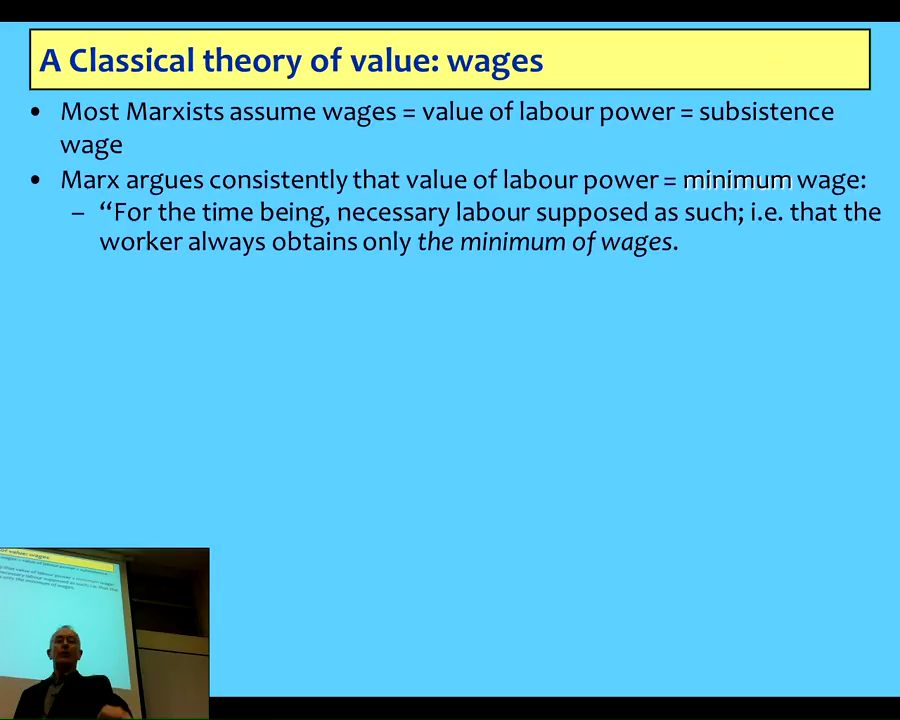 A Classical theory of value: wages
• Most Marxists assume wages = value of labour power = subsistence
wage
• Marx argues consistently that value of labour power = minimum wage:
– “For the time being, necessary labour supposed as such; i.e. that the
worker always obtains only the minimum of wages.